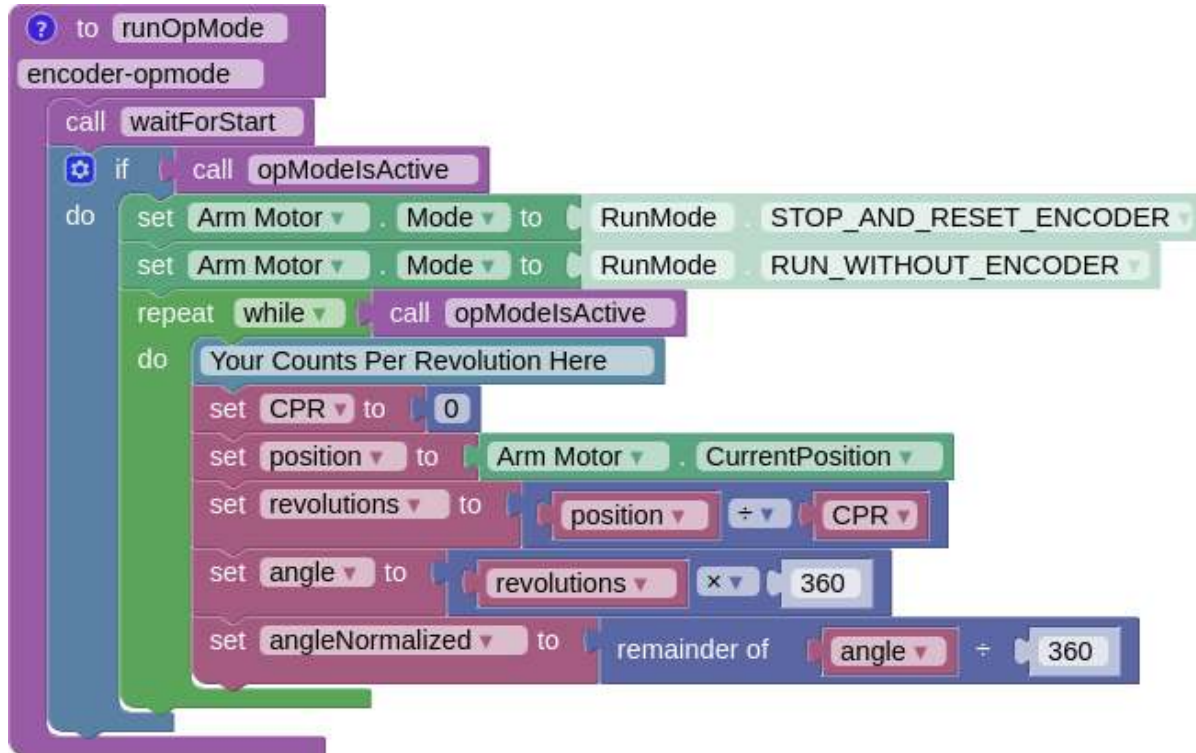 ? to runOpMode
encoder-opmode
call waitForStart
if call opModeIsActive
do set Arm Motor . Mode to RunMode . STOP_AND_RESET_ENCODER
set Arm Motor . Mode to RunMode . RUN_WITHOUT_ENCODER
repeat while call opModeIsActive
do Your Counts Per Revolution Here
set CPR to 0
set position to Arm Motor . CurrentPosition
set revolutions to position ÷ CPR
set angle to revolutions × 360
set angleNormalized to remainder of angle ÷ 360